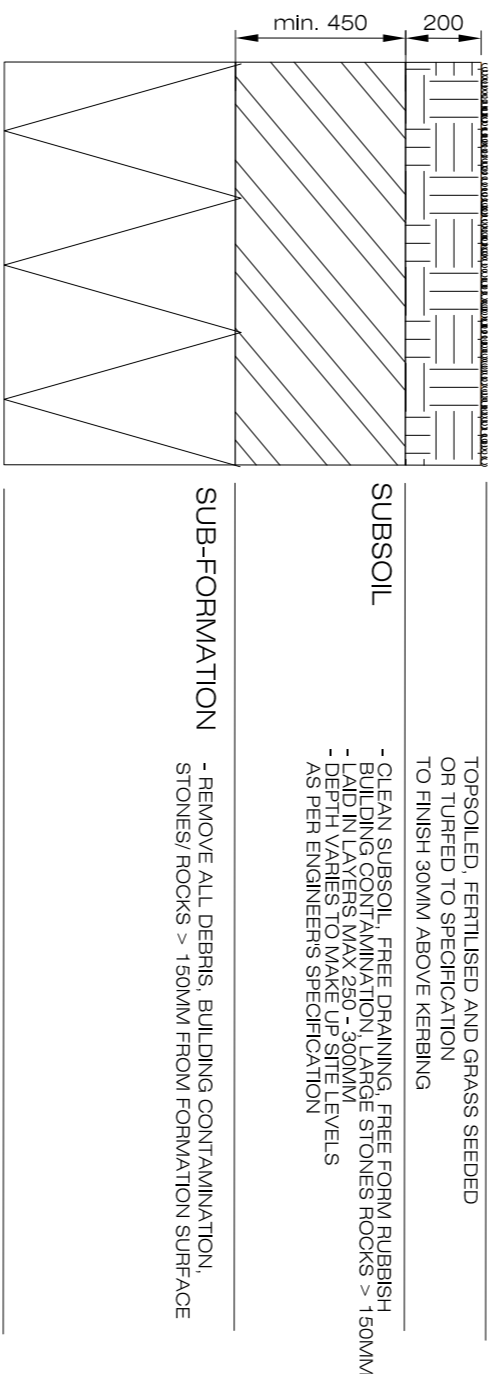 200
min. 450
TOPSOILED, FERTILISED AND GRASS SEEDED
OR TURFED TO SPECIFICATION
TO FINISH 30MM ABOVE KERBING
SUBSOIL
- CLEAN SUBSOIL, FREE DRAINING, FREE FORM RUBBISH
BUILDING CONTAMINATION, LARGE STONES ROCKS > 150MM
- LAID IN LAYERS MAX 250 - 300MM
- DEPTH VARIES TO MAKE UP SITE LEVELS
AS PER ENGINEER'S SPECIFICATION
SUB-FORMATION
- REMOVE ALL DEBRIS, BUILDING CONTAMINATION,
STONES/ ROCKS > 150MM FROM FORMATION SURFACE